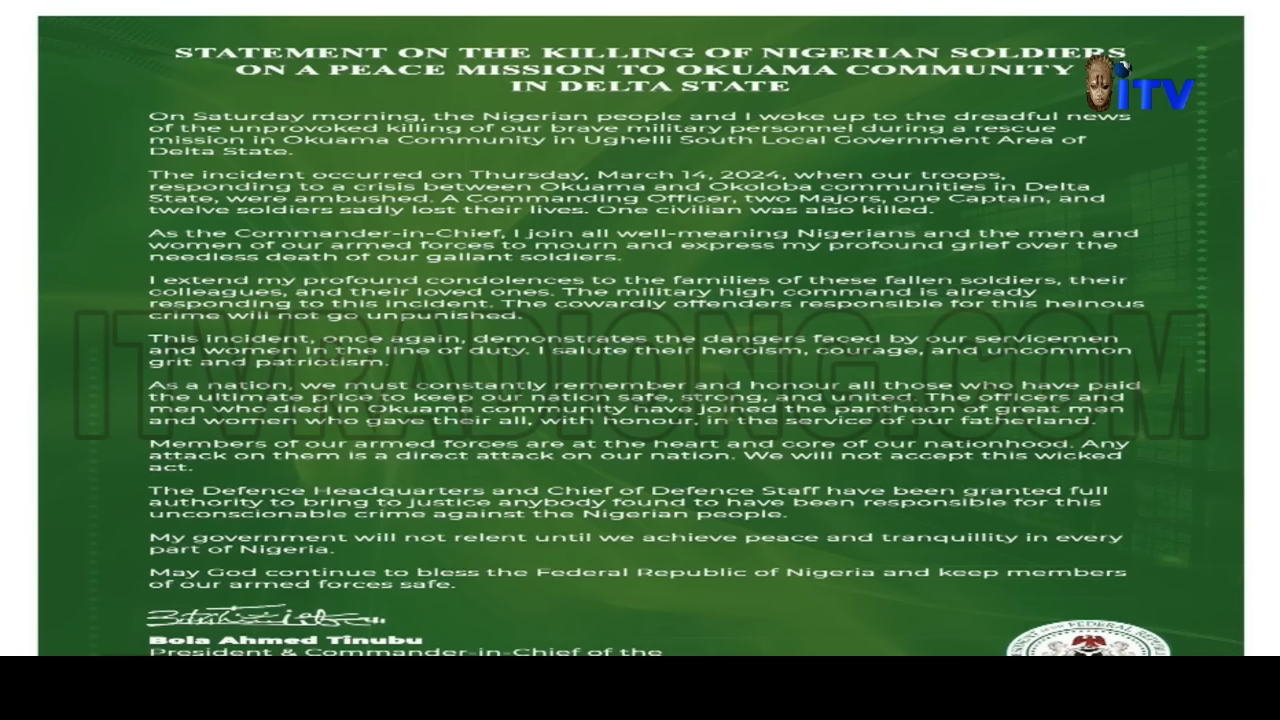 STATEMENT ON THE KILLING OF NIGERIAN SOLDIERS
ON A PEACE MISSION TO OKUAMA COMMUNITY
IN DELTA STATE
iTV
On Saturday morning, the Nigerian people and I woke up to the dreadful news
of the unprovoked killing of our brave military personnel during a rescue
mission in Okuama Community in Ughelli South Local Government Area of
Delta State.
The incident occurred on Thursday, March 14, 2024, when our troops,
responding to a crisis between Okuama and Okoloba communities in Delta
State, were ambushed. A Commanding Officer, two Majors, one Captain, and
twelve soldiers sadly lost their lives. One civilian was also killed.
As the Commander-in-Chief, I join all well-meaning Nigerians and the men and
women of our armed forces to mourn and express my profound grief over the
needless death of our gallant soldiers.
I extend my profound condolences to the families of these fallen soldiers, their
colleagues, and their loved ones. The military high command is already
responding to this incident. The cowardly offenders responsible for this heinous
crime will not go unpunished.
This incident, once again, demonstrates the dangers faced by our servicemen
and women in the line of duty. I salute their heroism, courage, and uncommon
grit and patriotism.
ITVRADIONG.COM
As a nation, we must constantly remember and honour all those who have paid
the ultimate price to keep our nation safe, strong, and united. The officers and
men who died in Okuama community have joined the pantheon of great men
and women who gave their all, with honour, in the service of our fatherland.
Members of our armed forces are at the heart and core of our nationhood. Any
attack on them is a direct attack on our nation. We will not accept this wicked
act.
The Defence Headquarters and Chief of Defence Staff have been granted full
authority to bring to justice anybody found to have been responsible for this
unconscionable crime against the Nigerian people.
My government will not relent until we achieve peace and tranquillity in every
part of Nigeria.
May God continue to bless the Federal Republic of Nigeria and keep members
of our armed forces safe.
Bola Ahmed Tinubu
President & Commander-in-Chief of the